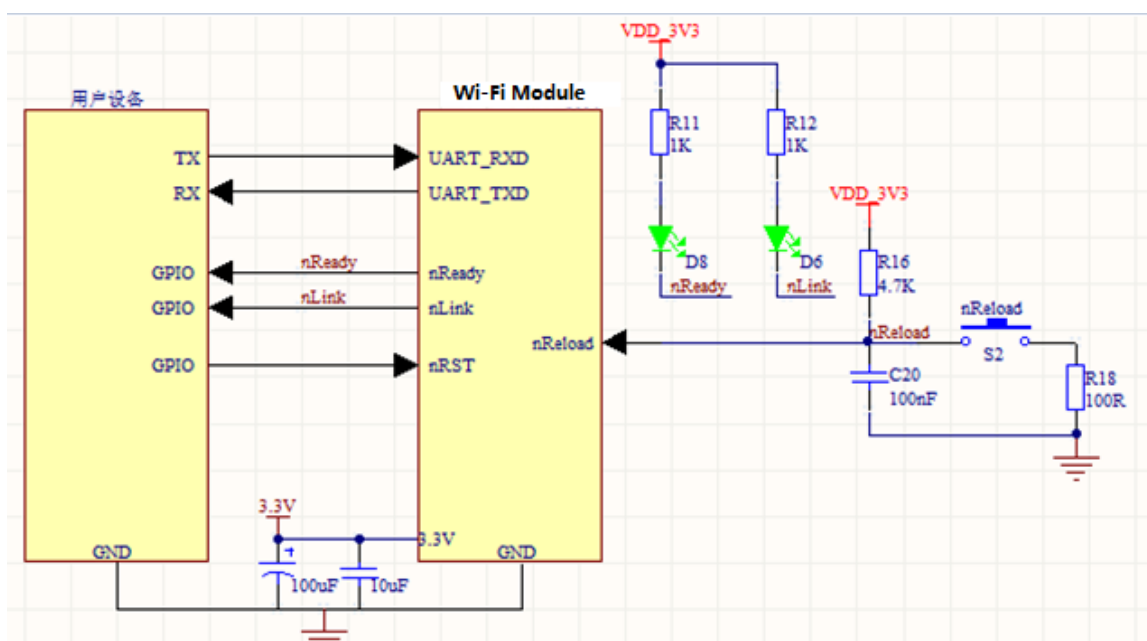 VDD_3V3
用户设备
Wi-Fi Module
R11
1K
R12
1K
TX
UART_RXD
RX
UART_TXD
VDD_3V3
D8
D6
R16
4.7K
GPIO
nReady
nReady
nReady
nLink
GPIO
nLink
nLink
nReload
nReload
nReload
S2
GPIO
nRST
C20
100nF
R18
100R
3.3V
3.3V
GND
GND
100uF
10uF